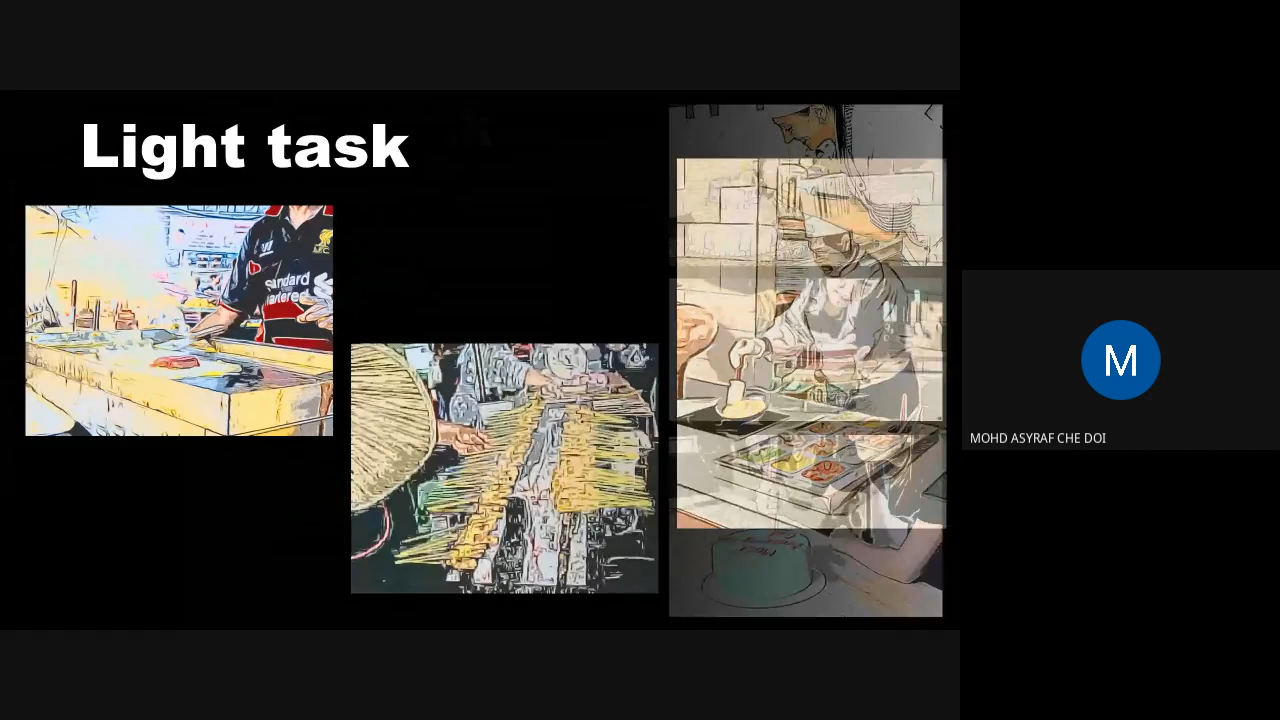 Light task
Standard
Chartered
M
MOHD ASYRAF CHE DOI